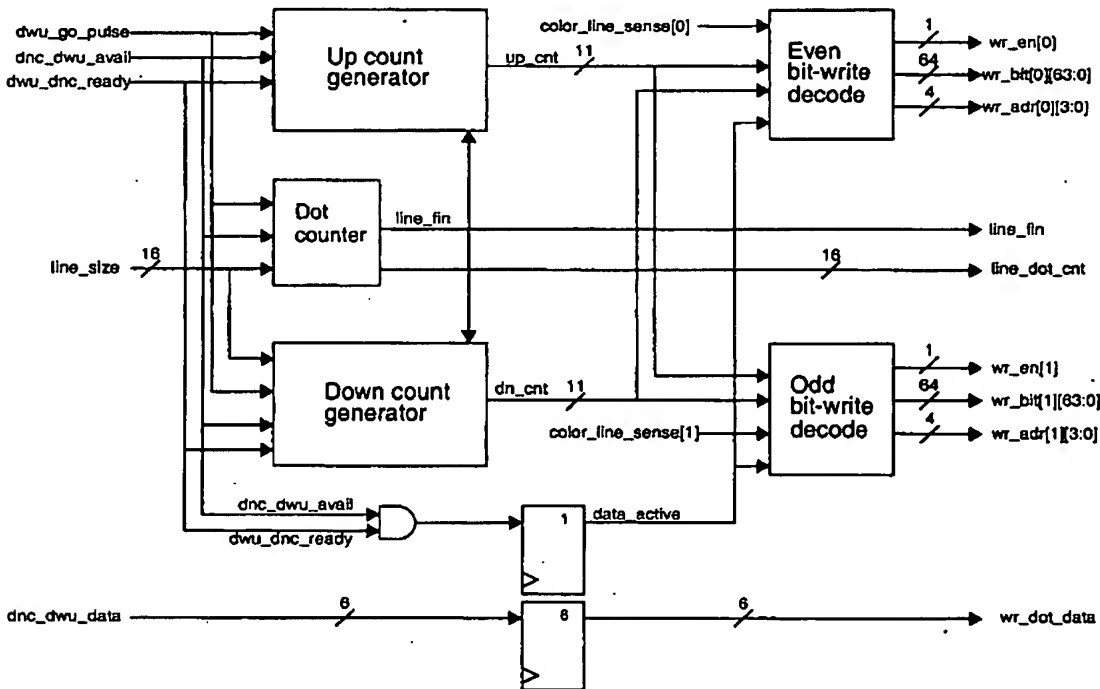 dwu_go_pulse
dnc_dwu_avail
dwu_dnc_ready
Up count
generator
up_cnt
11
color_line_sense[0]
Even
bit-write
decode
1
wr_en[0]
64
wr_bit[0][63:0]
4
wr_adr[0][3:0]
line_size
16
Dot
counter
line_fin
line_fin
16
line_dot_cnt
Down count
generator
dn_cnt
11
color_line_sense[1]
Odd
bit-write
decode
1
wr_en[1]
64
wr_bit[1][63:0]
4
wr_adr[1][3:0]
dnc_dwu_avail
dwu_dnc_ready
1
data_active
dnc_dwu_data
6
6
6
wr_dot_data